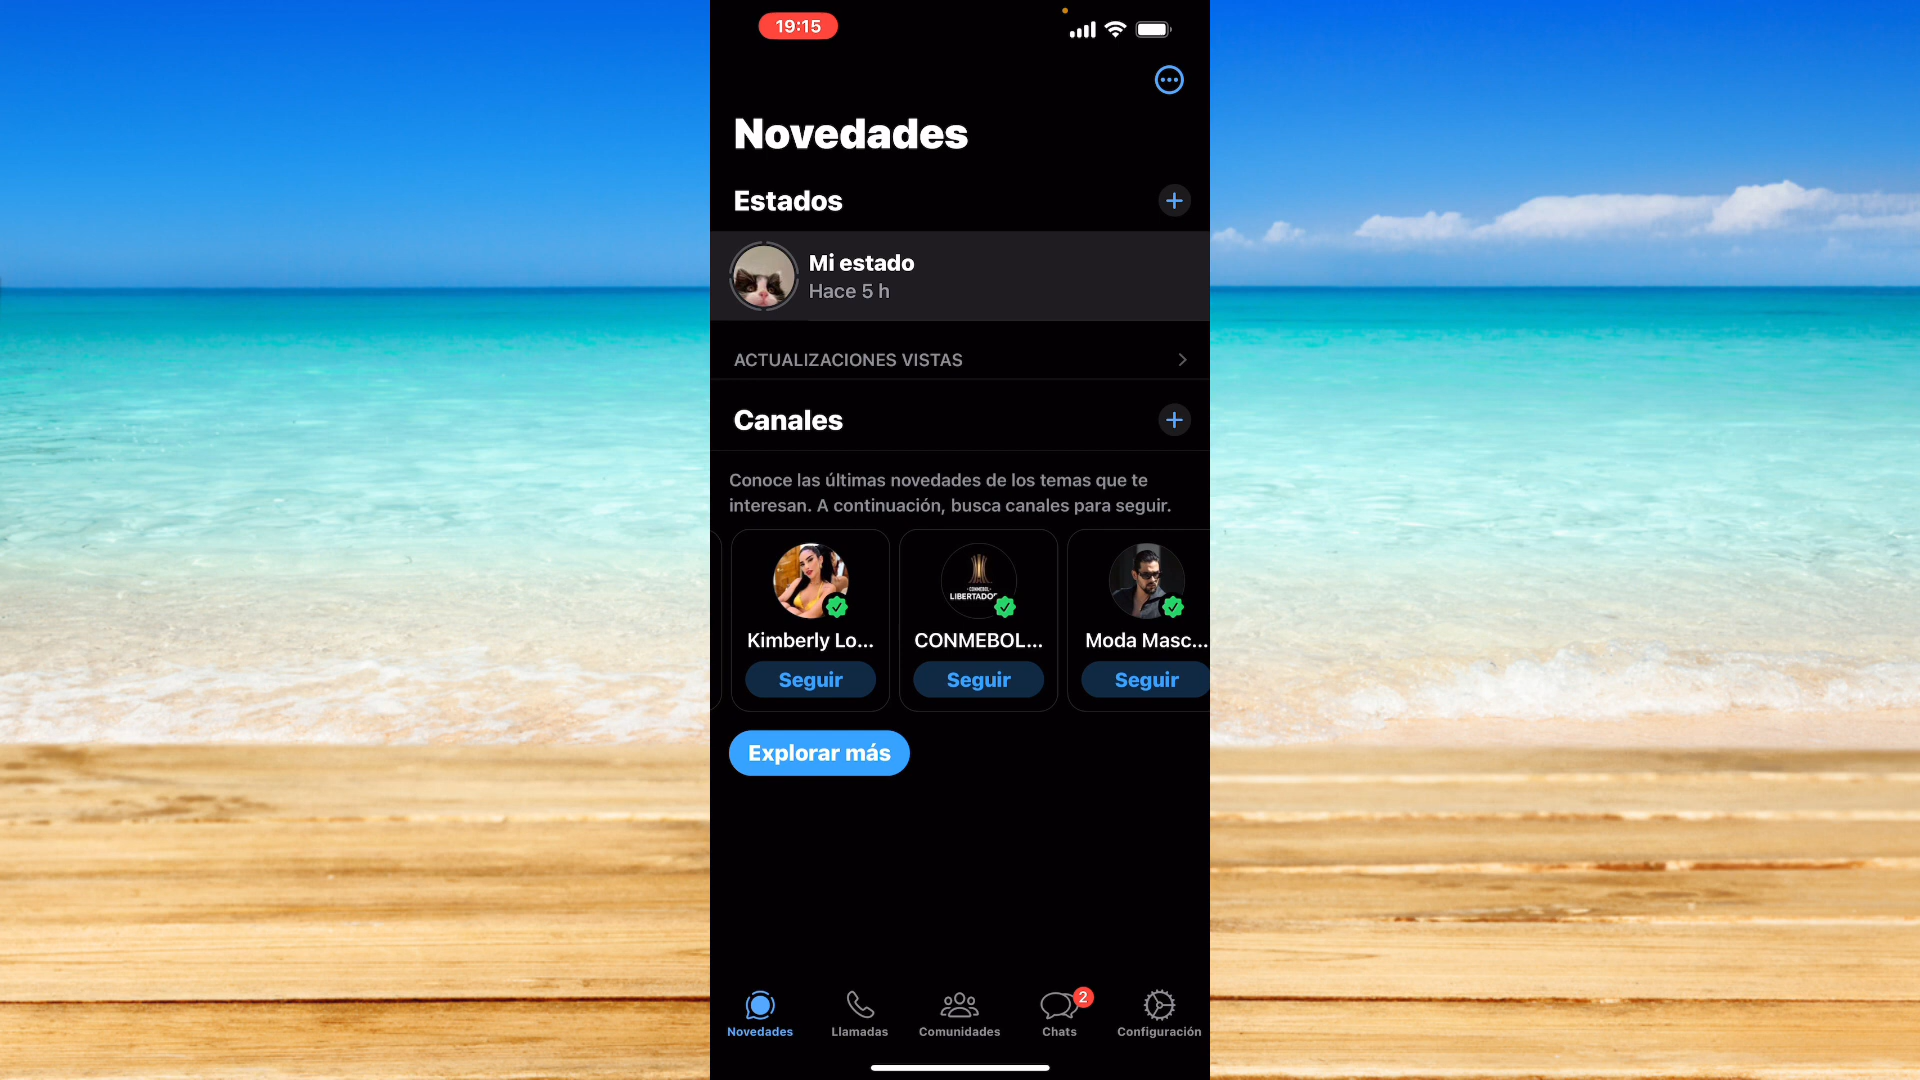 19:15
Novedades
Estados
Mi estado
Hace 5 h
ACTUALIZACIONES VISTAS
Canales
Conoce las últimas novedades de los temas que te
interesan. A continuación, busca canales para seguir.
CONMEBOL
LIBERTADO
Kimberly Lo... CONMEBOL... Moda Masc...
Seguir Seguir Seguir
Explorar más
2
Novedades Llamadas Comunidades Chats Configuración